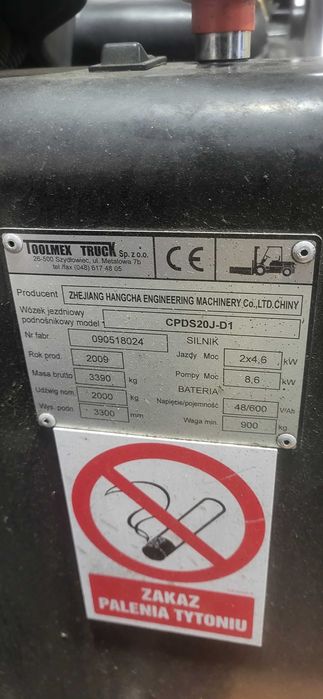 TOOLMEX TRUCK Sp. z o.o.
26-500 Szydłowiec, ul. Metalowa 7b
tel./fax (048) 617 48 05
CE
Producent ZHEJIANG HANGCHA ENGINEERING MACHINERY Co.,LTD.CHINY
Wózek jezdniowy
podnośnikowy model CPDS20J-D1
Nr fabr. 090518024 SILNIK
Rok prod. 2009 Jazdy Moc 2x4,6 kW
Masa brutto 3390 kg Pompy Moc 8,6 kW
Udźwig nom. 2000 kg BATERIA
Wys. podn. 3300 mm Napięcie/pojemność 48/600 V/Ah
Waga min. 900 kg
ZAKAZ
PALENIA TYTONIU